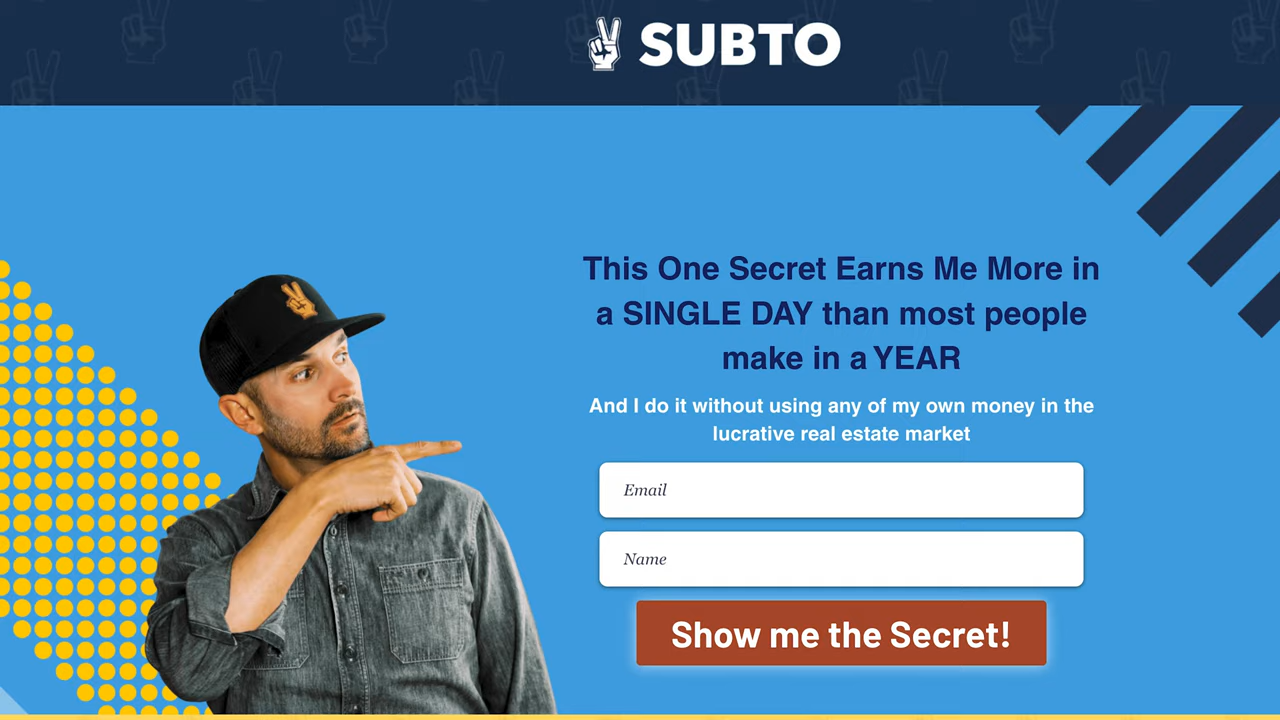 SUBTO
This One Secret Earns Me More in
a SINGLE DAY than most people
make in a YEAR
And I do it without using any of my own money in the
lucrative real estate market
Email
Name
Show me the Secret!